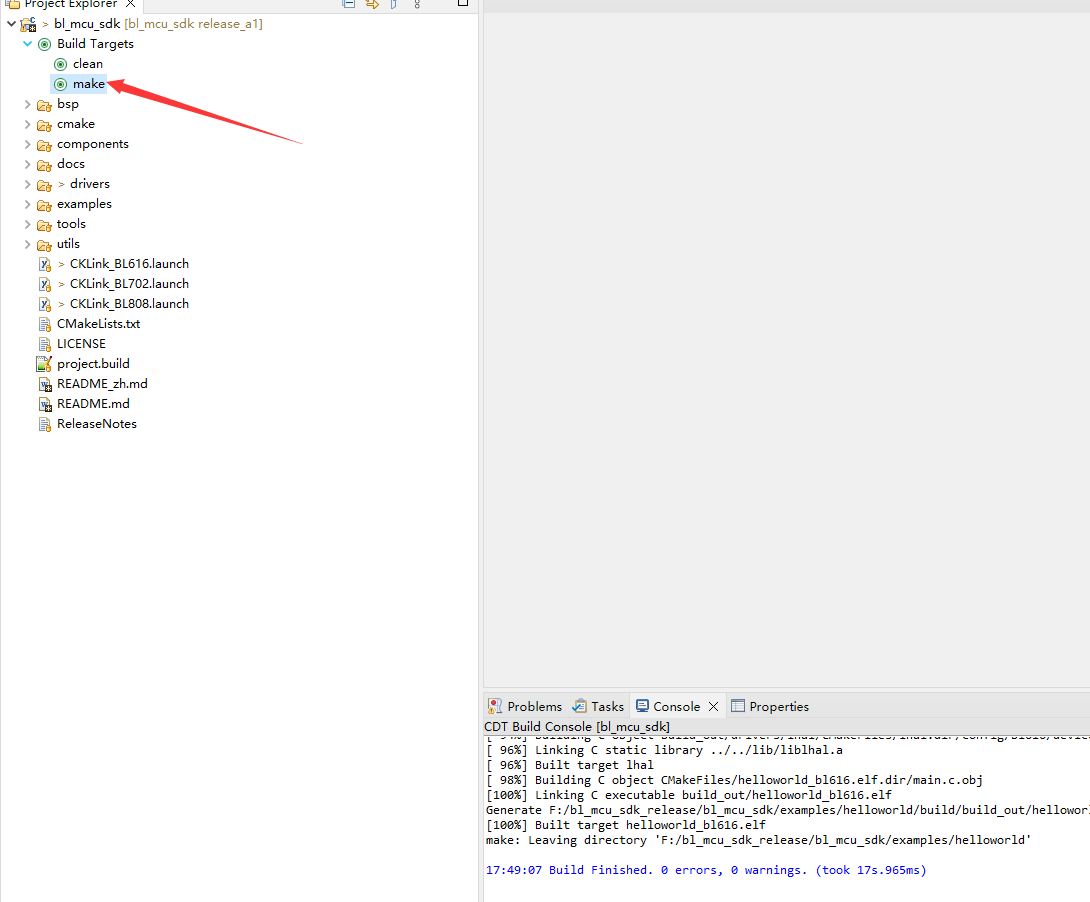 Project Explorer
> bl_mcu_sdk [bl_mcu_sdk release_a1]
Build Targets
clean
make
bsp
cmake
components
docs
> drivers
examples
tools
utils
> CKLink_BL616.launch
> CKLink_BL702.launch
> CKLink_BL808.launch
CMakeLists.txt
LICENSE
project.build
README_zh.md
README.md
ReleaseNotes
Problems Tasks Console Properties
CDT Build Console [bl_mcu_sdk]
[ 96%] Linking C static library ../../lib/liblhal.a
[ 96%] Built target lhal
[ 98%] Building C object CMakeFiles/helloworld_bl616.elf.dir/main.c.obj
[100%] Linking C executable build_out/helloworld_bl616.elf
Generate F:/bl_mcu_sdk_release/bl_mcu_sdk/examples/helloworld/build/build_out/hellowor
[100%] Built target helloworld_bl616.elf
make: Leaving directory 'F:/bl_mcu_sdk_release/bl_mcu_sdk/examples/helloworld'
17:49:07 Build Finished. 0 errors, 0 warnings. (took 17s.965ms)